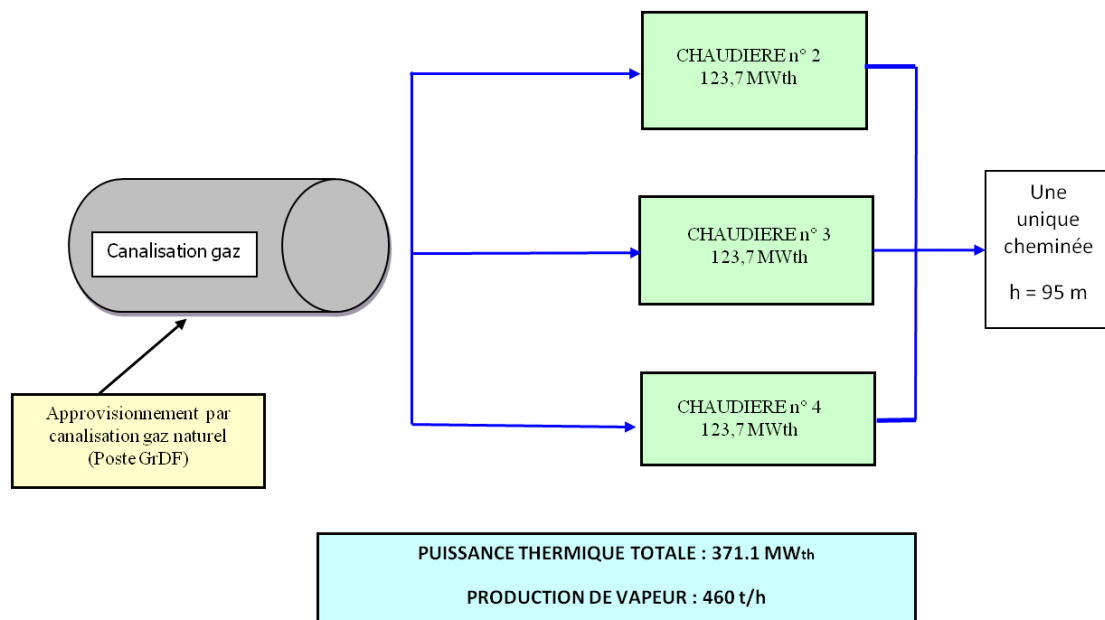 CHAUDIERE n° 2
123,7 MWth
Canalisation gaz
CHAUDIERE n° 3
123,7 MWth
Une
unique
cheminée
h = 95 m
Approvisionnement par
canalisation gaz naturel
(Poste GrDF)
CHAUDIERE n° 4
123,7 MWth
PUISSANCE THERMIQUE TOTALE : 371.1 MWth
PRODUCTION DE VAPEUR : 460 t/h